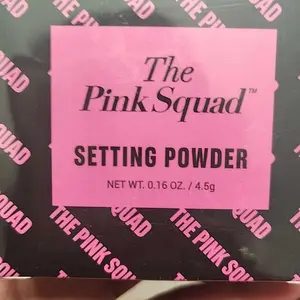 The
Pink Squad™
SETTING POWDER
NET WT. 0.16 OZ. / 4.5g
THE PINK SQUAD
THE PINK SQUAD